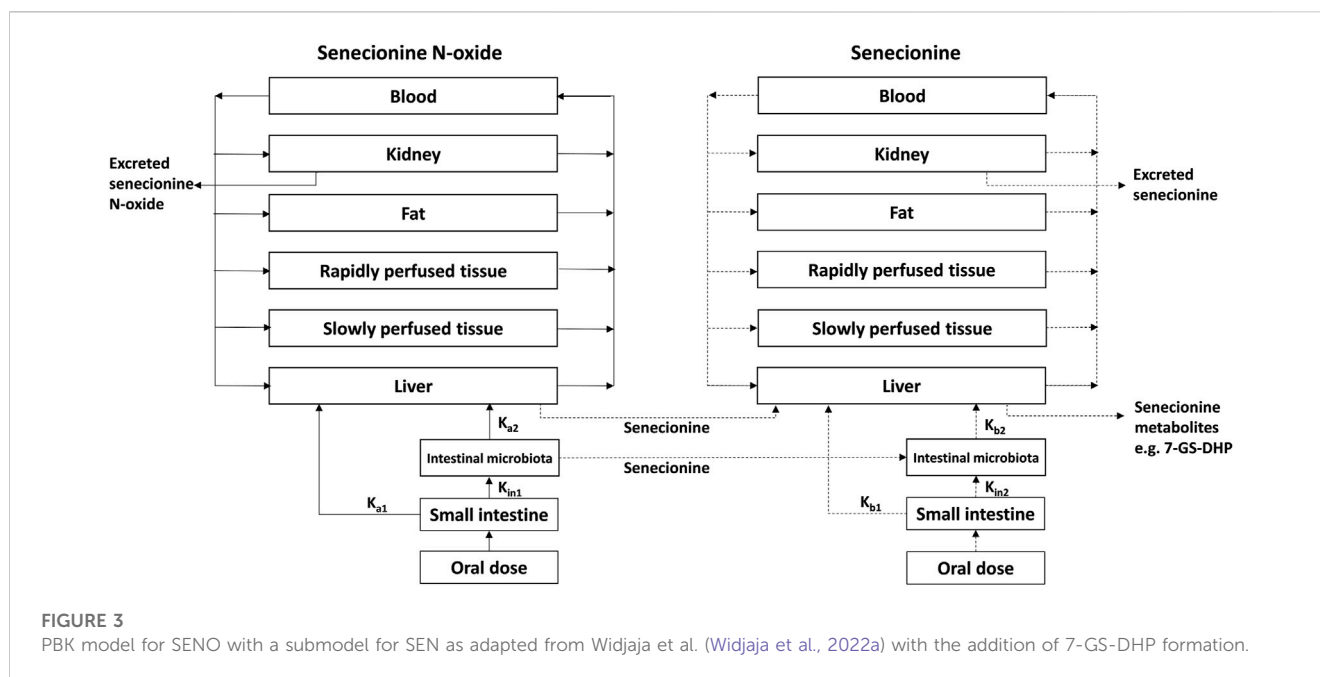 Senecionine N-oxide
Blood
Kidney
Excreted
senecionine
N-oxide
Fat
Rapidly perfused tissue
Slowly perfused tissue
Liver
Ka2
Senecionine
Intestinal microbiota
Senecionine
Kin1
Ka1
Small intestine
Oral dose
Senecionine
Blood
Kidney
Excreted
senecionine
Fat
Rapidly perfused tissue
Slowly perfused tissue
Liver
Senecionine
metabolites
e.g. 7-GS-DHP
Kb2
Intestinal microbiota
Kin2
Kb1
Small intestine
Oral dose
FIGURE 3
PBK model for SENO with a submodel for SEN as adapted from Widjaja et al. (Widjaja et al., 2022a) with the addition of 7-GS-DHP formation.